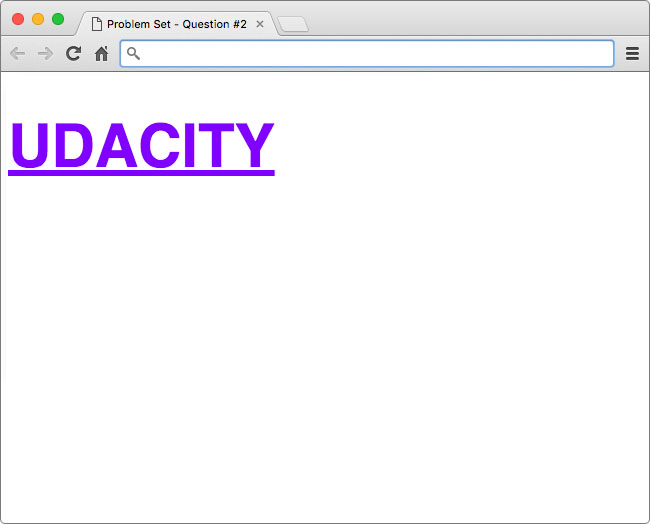 Problem Set - Question #2
UDACITY